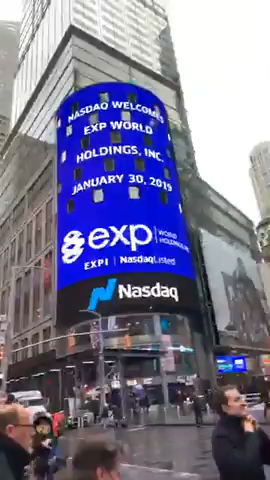 NASDAQ WELCOMES
EXP WORLD
HOLDINGS, INC.
JANUARY 30, 2019
exp WORLD
HOLDINGS
EXPI | NasdaqListed
Nasdaq